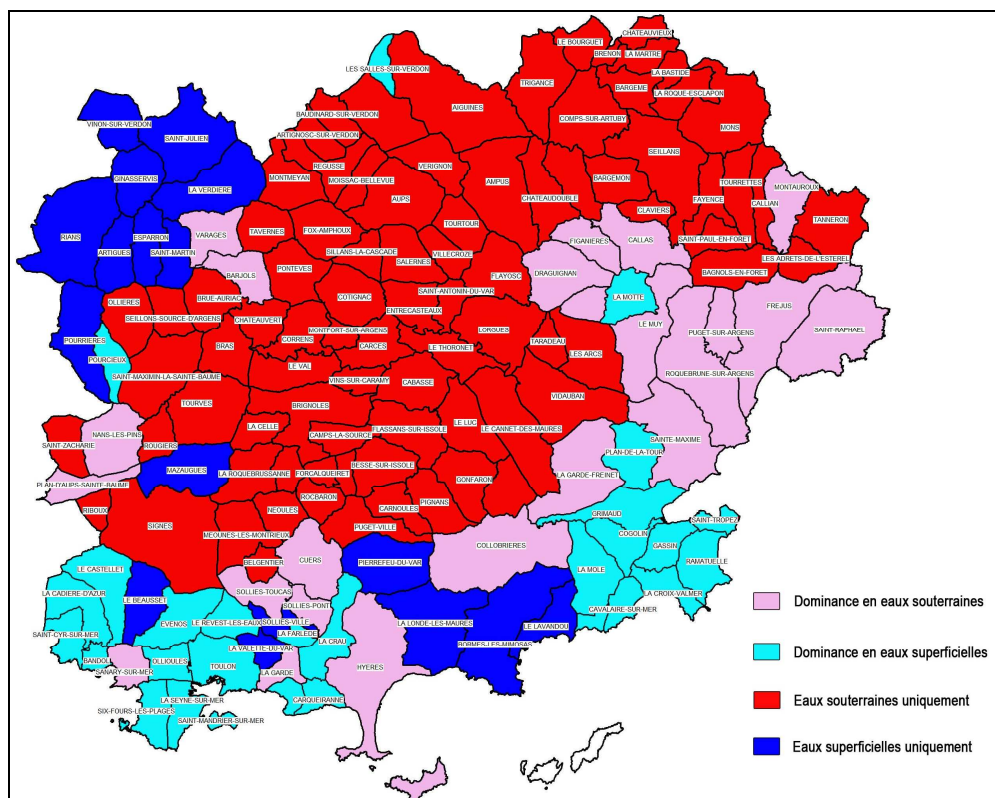 CHATEAUVIEUX
LE BOURGUET
BRENON
LA MARTRE
LES SALLES-SUR-VERDON
LA BASTIDE
TRIGANCE
BARGEME
LA ROQUE-ESCLAPON
AIGUINES
BAUDINARD-SUR-VERDON
COMPS-SUR-ARTUBY
VINON-SUR-VERDON
MONS
ARTIGNOSC-SUR-VERDON
SAINT-JULIEN
SEILLANS
REGUSSE
VERIGNON
MONTMEYAN
MOISSAC-BELLEVUE
AMPUS
BARGEMON
TOURRETTES
MONTAUROUX
GINASSERVIS
LA VERDIERE
AUPS
CHATEAUDOUBLE
FAYENCE
CALLIAN
CLAVIERS
TANNERON
TOURTOUR
TAVERNES
FOX-AMPHOUX
RIANS
ESPARRON
VARAGES
SAINT-PAUL-EN-FORET
FIGANIERES
CALLAS
ARTIGUES
SAINT-MARTIN
SILLANS-LA-CASCADE
VILLECROZE
LES ADRETS-DE-L'ESTEREL
SALERNES
PONTEVES
BARJOLS
FLAYOSC
DRAGUIGNAN
BAGNOLS-EN-FORET
SAINT-ANTONIN-DU-VAR
BRUE-AURIAC
COTIGNAC
LA MOTTE
OLLIERES
CHATEAUVERT
ENTRECASTEAUX
FREJUS
SEILLONS-SOURCE-D'ARGENS
LE MUY
SAINT-RAPHAEL
MONTFORT-SUR-ARGENS
LORGUES
PUGET-SUR-ARGENS
POURRIERES
CORRENS
CARCES
TARADEAU
BRAS
LE THORONET
LES ARCS
POURCIEUX
LE VAL
SAINT-MAXIMIN-LA-SAINTE-BAUME
ROQUEBRUNE-SUR-ARGENS
VINS-SUR-CARAMY
CABASSE
VIDAUBAN
TOURVES
BRIGNOLES
LA CELLE
FLASSANS-SUR-ISSOLE
LE LUC
LE CANNET-DES-MAURES
NANS-LES-PINS
SAINT-ZACHARIE
ROUGIERS
CAMPS-LA-SOURCE
SAINTE-MAXIME
PLAN-DE-LA-TOUR
MAZAUGUES
LA ROQUEBRUSSANNE
FORCALQUEIRET
BESSE-SUR-ISSOLE
LA GARDE-FREINET
PLAN-D'AUPS-SAINTE-BAUME
GONFARON
ROCBARON
RIBOUX
NEOULES
CARNOULES
PIGNANS
GRIMAUD
SAINT-TROPEZ
SIGNES
PUGET-VILLE
MEOUNES-LES-MONTRIEUX
COGOLIN
GASSIN
COLLOBRIERES
CUERS
BELGENTIER
PIERREFEU-DU-VAR
RAMATUELLE
LE CASTELLET
LA MOLE
LA CROIX-VALMER
SOLLIES-TOUCAS
LA CADIERE-D'AZUR
LE BEAUSSET
SOLLIES-PONT
CAVALAIRE-SUR-MER
LA LONDE-LES-MAURES
EVENOS
LE REVEST-LES-EAUX
SOLLIES-VILLE
LE LAVANDOU
SAINT-CYR-SUR-MER
LA FARLEDE
LA CRAU
BORMES-LES-MIMOSAS
LA VALETTE-DU-VAR
BANDOL
OLLIOULES
TOULON
HYERES
SANARY-SUR-MER
LA GARDE
LA SEYNE-SUR-MER
CARQUEIRANNE
SIX-FOURS-LES-PLAGES
SAINT-MANDRIER-SUR-MER
Dominance en eaux souterraines
Dominance en eaux superficielles
Eaux souterraines uniquement
Eaux superficielles uniquement